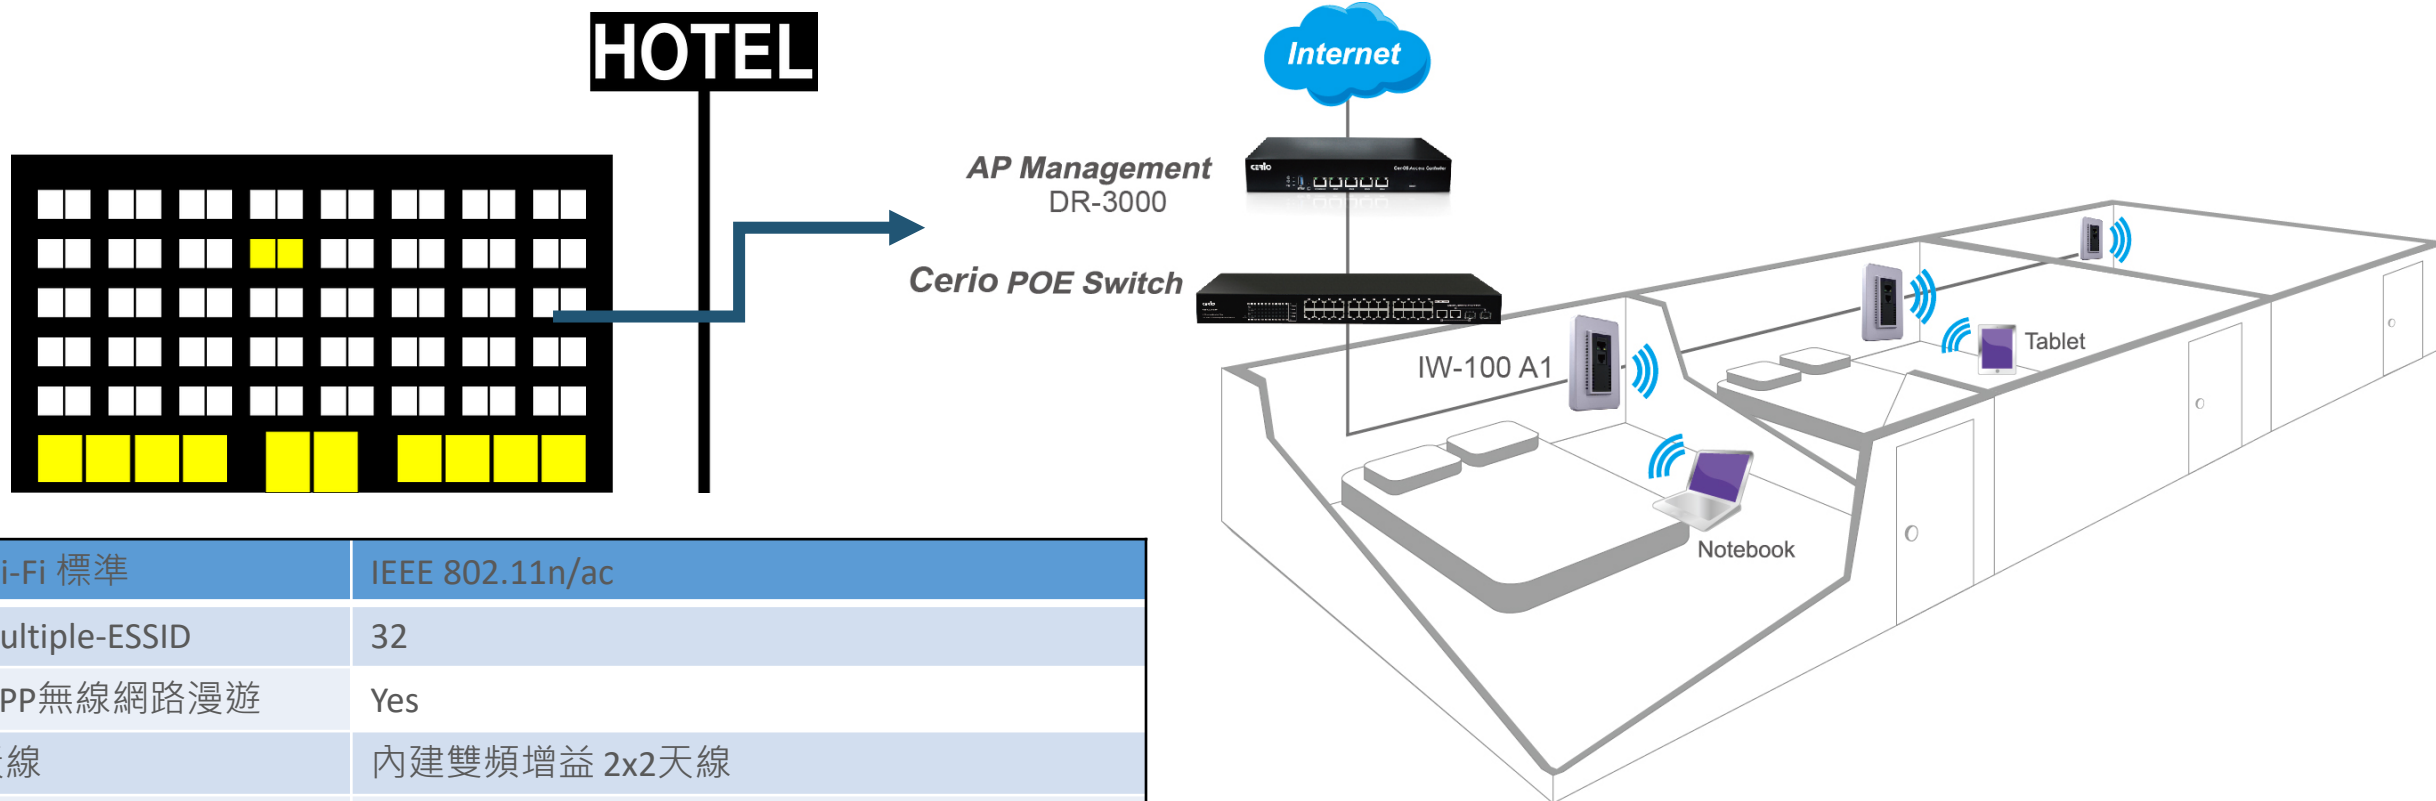 HOTEL
Internet
AP Management
DR-3000
Cerio POE Switch
IW-100 A1
Tablet
Notebook
i-Fi 標準 IEEE 802.11n/ac
ultiple-ESSID 32
PP無線網路漫遊 Yes
線 內建雙頻增益 2x2天線